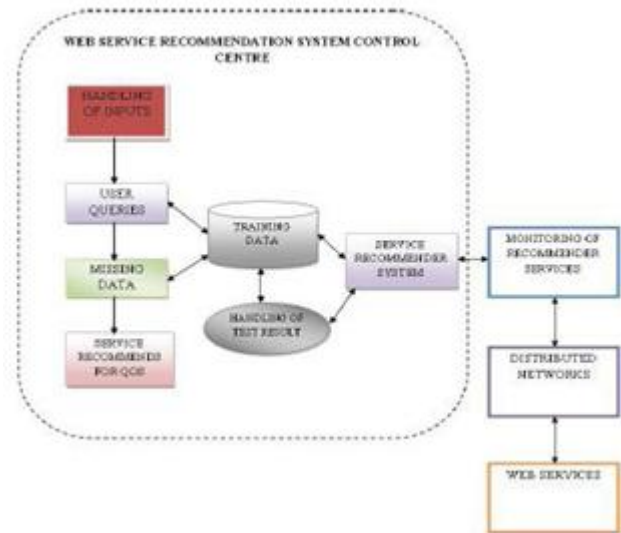 WEB SERVICE RECOMMENDATION SYSTEM CONTROL
CENTRE
HANDLING
OF INPUTS
USER
QUERIES
MISSING
DATA
SERVICE
RECOMMENDS
FOR QOS
TRAINING
DATA
HANDLING OF
TEST RESULT
SERVICE
RECOMMENDER
SYSTEM
MONITORING OF
RECOMMENDER
SERVICES
DISTRIBUTED
NETWORKS
WEB SERVICES